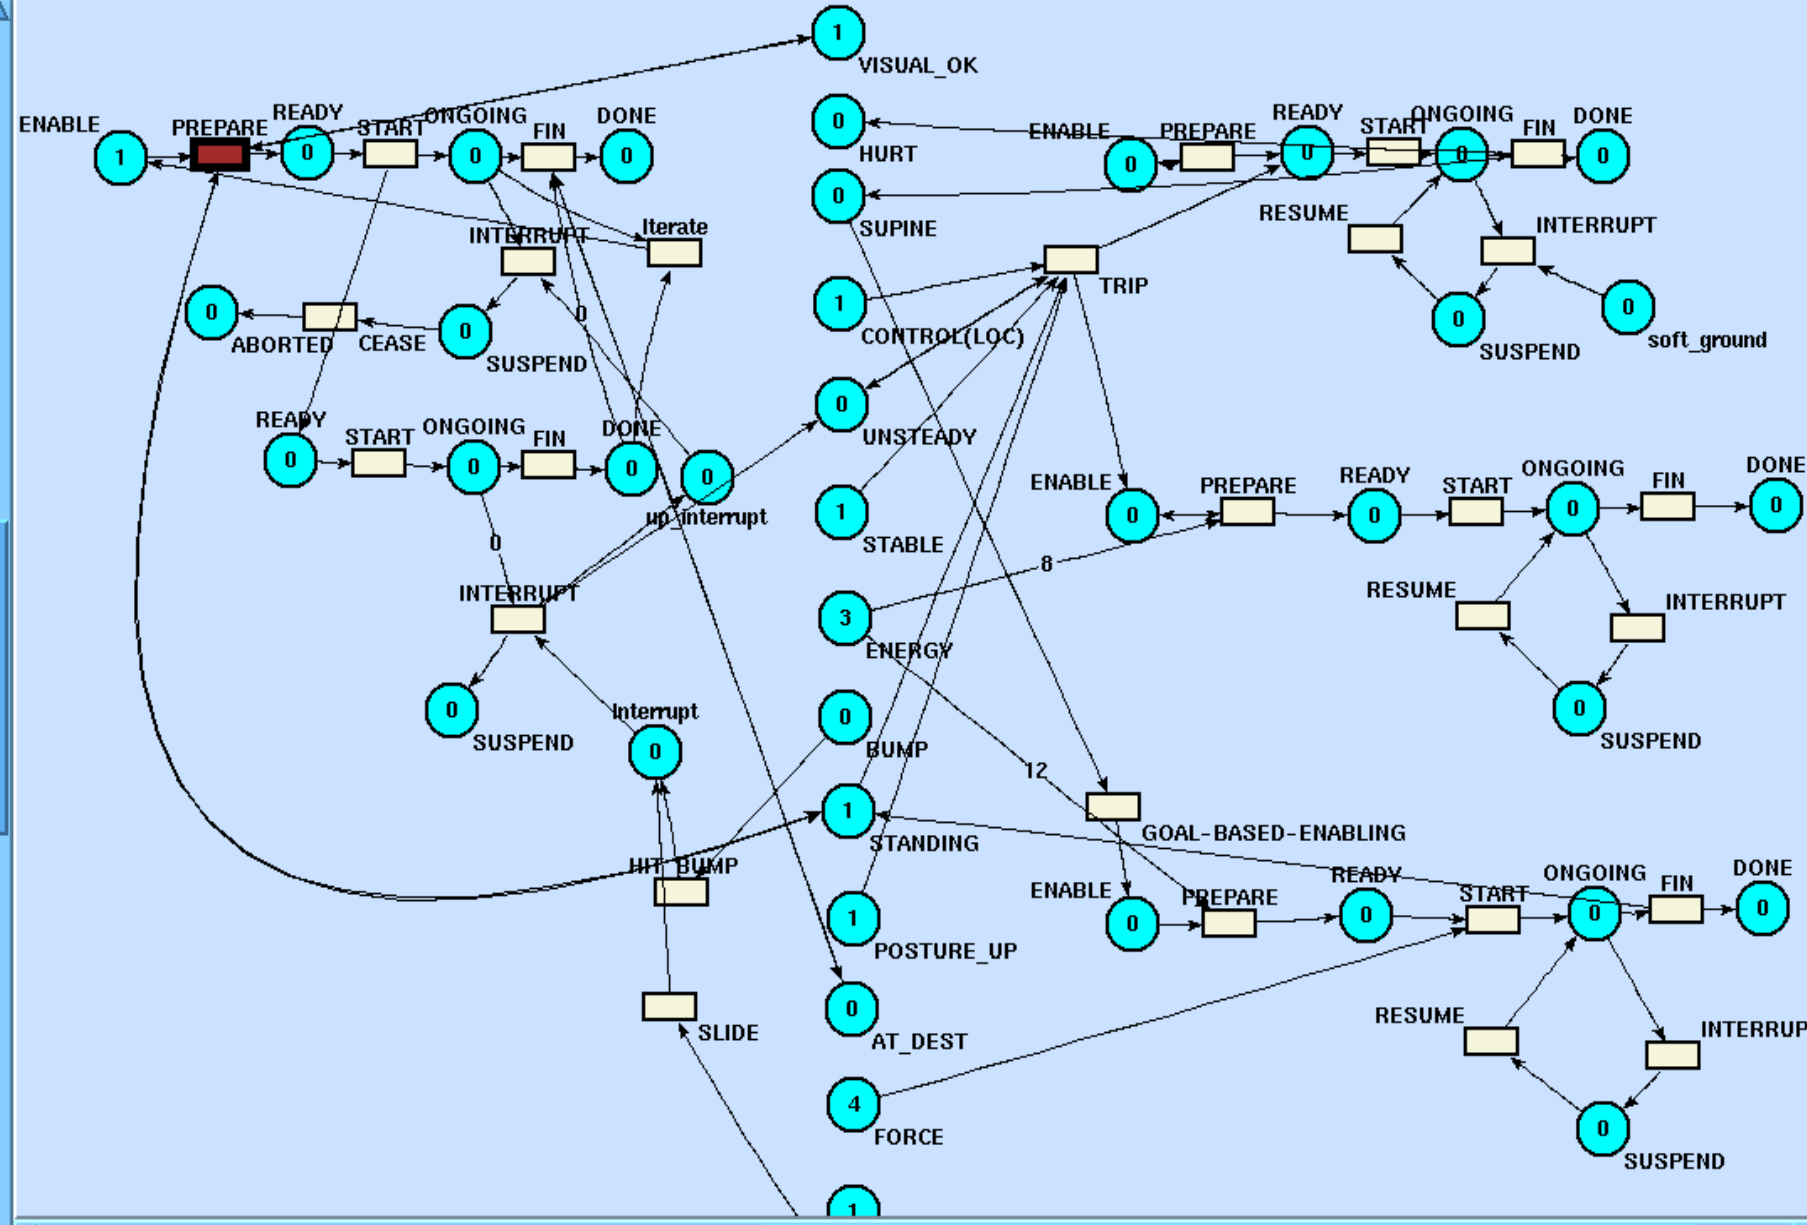 1
VISUAL_OK
0
HURT
0
SUPINE
1
CONTROL(LOC)
0
UNSTEADY
1
STABLE
3
ENERGY
0
BUMP
1
STANDING
1
POSTURE_UP
0
AT_DEST
4
FORCE
1
ENABLE
1
PREPARE
READY
0
START
ONGOING
0
FIN
DONE
0
INTERRUPT
Iterate
0
ABORTED
CEASE
0
SUSPEND
0
READY
0
START
ONGOING
0
FIN
DONE
0
0
up_interrupt
0
INTERRUPT
0
SUSPEND
Interrupt
0
HIT_BUMP
SLIDE
ENABLE
0
PREPARE
READY
0
START
ONGOING
0
FIN
DONE
0
RESUME
INTERRUPT
0
SUSPEND
0
soft_ground
TRIP
ENABLE
0
PREPARE
READY
0
START
ONGOING
0
FIN
DONE
0
8
RESUME
INTERRUPT
0
SUSPEND
12
GOAL-BASED-ENABLING
ENABLE
0
PREPARE
READY
0
START
ONGOING
0
FIN
DONE
0
RESUME
INTERRUP
0
SUSPEND